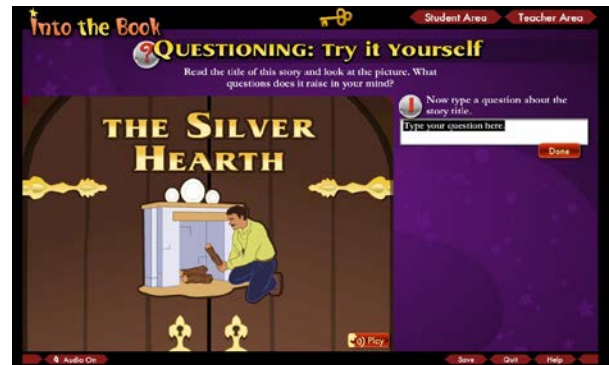 Into the Book
Student Area
Teacher Area
QUESTIONING: Try it Yourself
Read the title of this story and look at the picture. What
questions does it raise in your mind?
THE SILVER
HEARTH
Play
Now type a question about the
story title.
Type your question here.
Done
Audio On
Save
Quit
Help